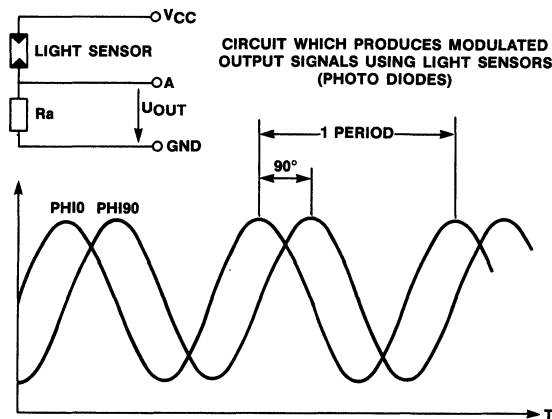 VCC
LIGHT SENSOR
A
Ra
UOUT
GND
CIRCUIT WHICH PRODUCES MODULATED
OUTPUT SIGNALS USING LIGHT SENSORS
(PHOTO DIODES)
1 PERIOD
90°
PHI0 PHI90
T